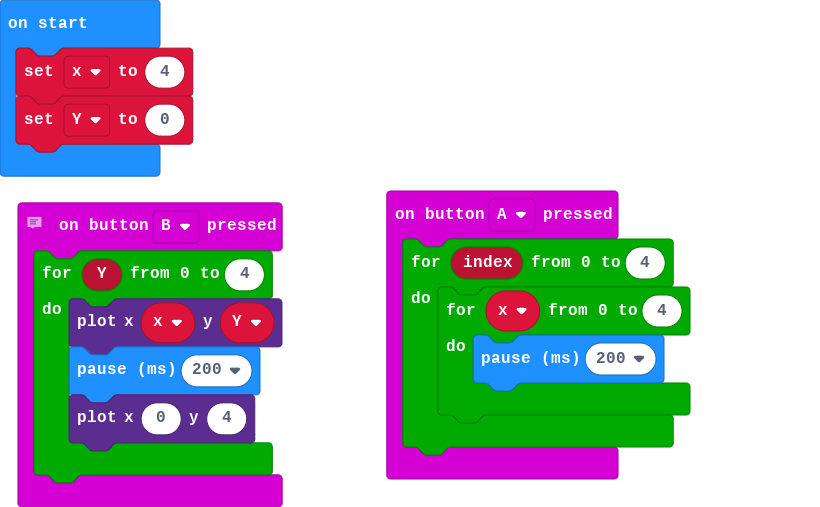 on start
set x to 4
set Y to 0
on button B pressed
for Y from 0 to 4
do
plot x x y Y
pause (ms) 200
plot x 0 y 4
on button A pressed
for index from 0 to 4
do
for x from 0 to 4
do
pause (ms) 200